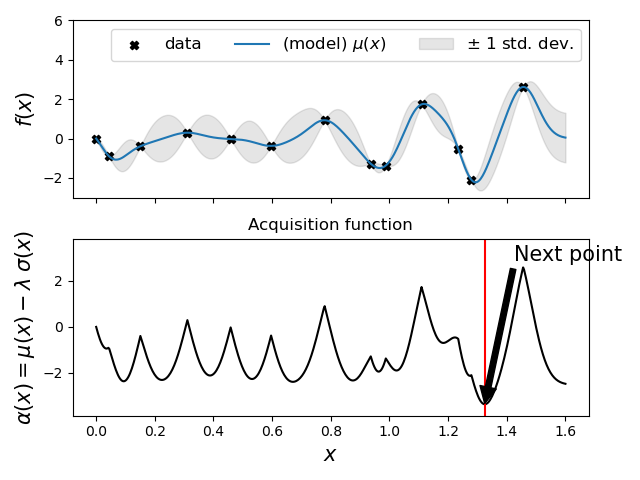 6
4
2
0
−2
f(x)
data
(model) μ(x)
± 1 std. dev.
Acquisition function
2
0
−2
α(x) = μ(x) − λ σ(x)
Next point
0.0 0.2 0.4 0.6 0.8 1.0 1.2 1.4 1.6
x